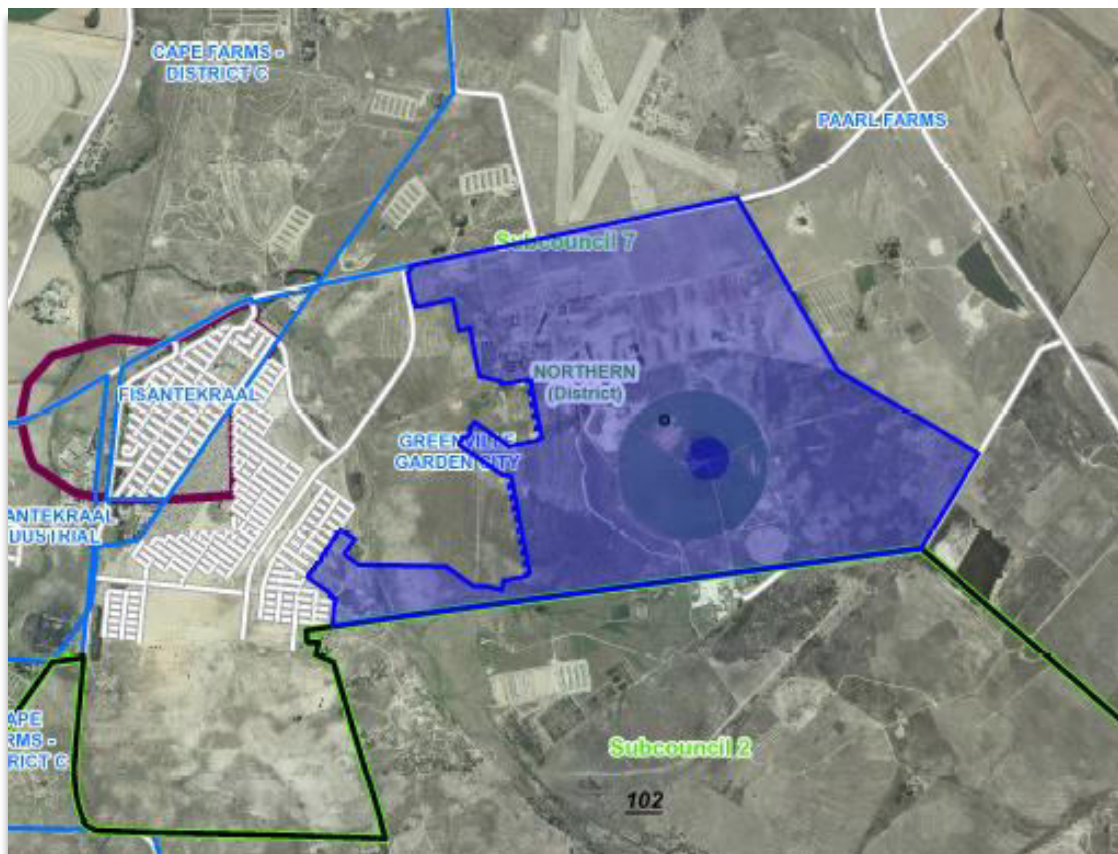 CAPE FARMS -
DISTRICT C
PAARL FARMS
Subcouncil 7
NORTHERN
(District)
FISANTEKRAAL
GREENVILLE
GARDEN CITY
ANTEKRAAL
DUSTRIAL
APE
RMS -
RICT C
Subcouncil 2
102